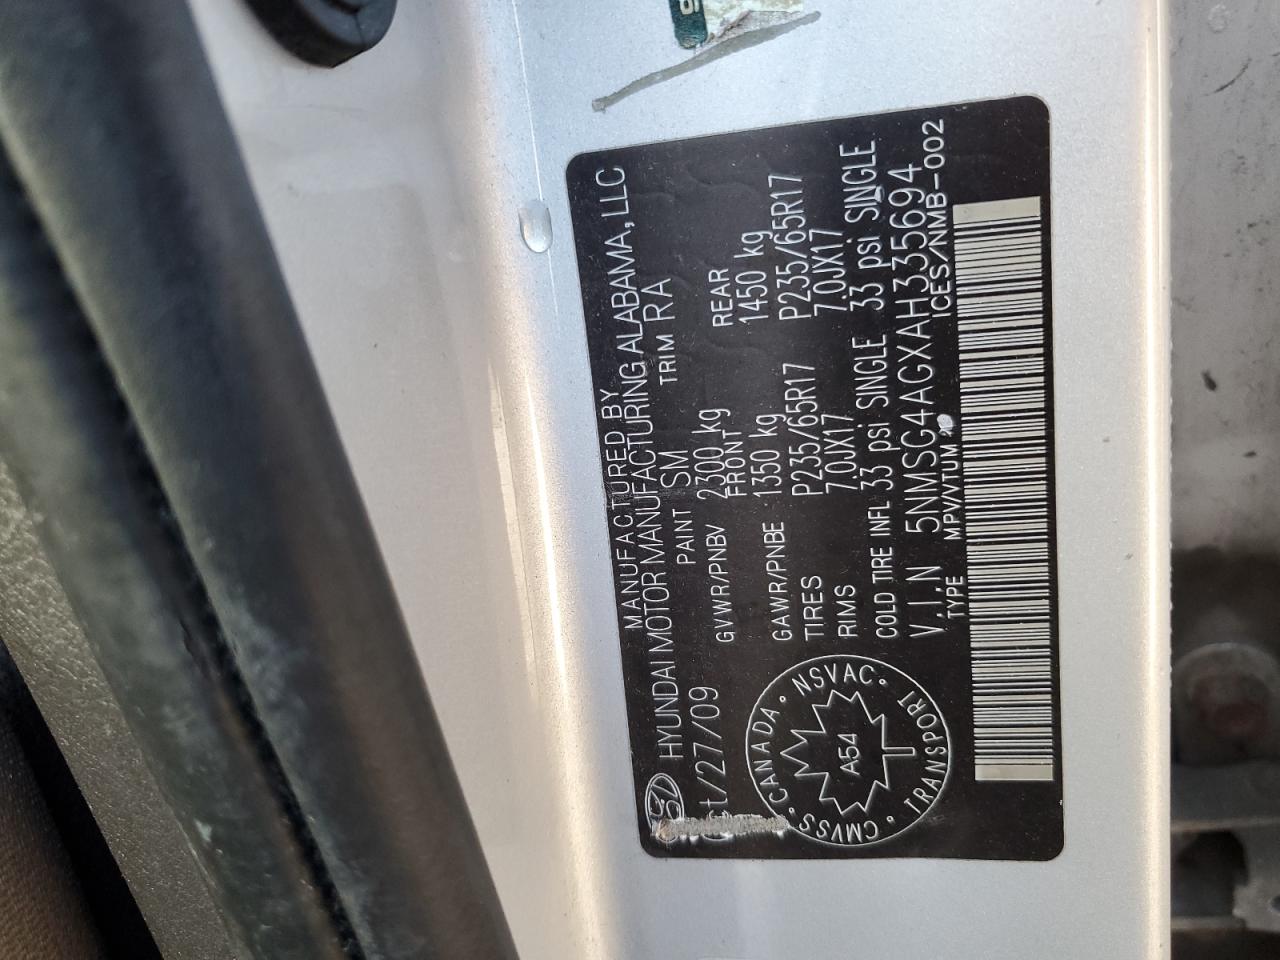 MANUFACTURED BY
HYUNDAI MOTOR MANUFACTURING ALABAMA, LLC
Oct/27/09 PAINT SM TRIM RA
GVWR/PNBV 2300 kg
FRONT REAR
GAWR/PNBE 1350 kg 1450 kg
TIRES P235/65R17 P235/65R17
RIMS 7.0JX17 7.0JX17
COLD TIRE INFL 33 psi SINGLE 33 psi SINGLE
V.I.N 5NMSG4AGXAH335694
TYPE MPV/VTUM ICES/NMB-002
CANADA NSVAC
A54
CMVSS TRANSPORT